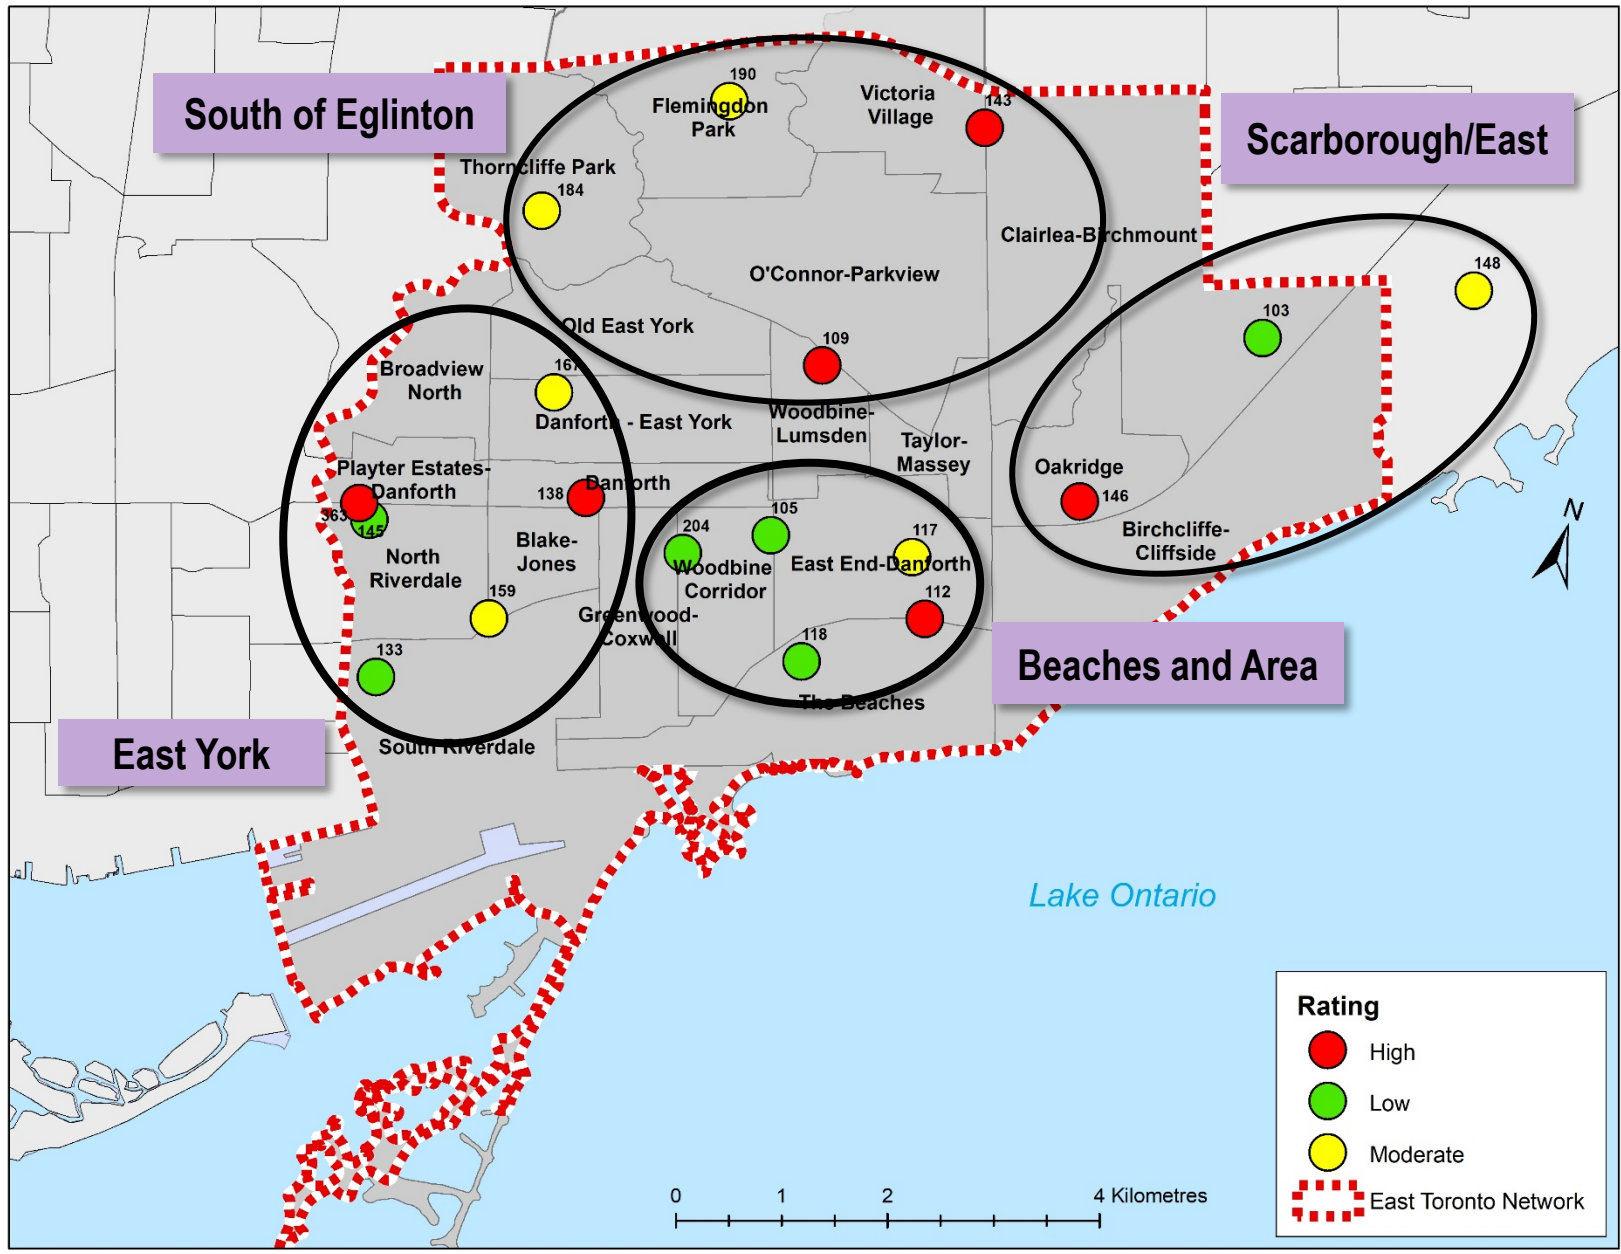 190
Flemingdon
Park
Victoria
Village
143
South of Eglinton
Scarborough/East
Thorncliffe Park
184
Clairlea-Birchmount
O'Connor-Parkview
148
103
Old East York
109
Broadview
North
167
Danforth - East York
Woodbine-
Lumsden
Taylor-
Massey
Playter Estates-
Danforth
363
145
138
Danforth
Oakridge
146
Birchcliffe-
Cliffside
N
North
Riverdale
Blake-
Jones
204
105
117
Woodbine
Corridor
East End-Danforth
159
112
Greenwood-
Coxwell
118
The Beaches
133
South Riverdale
Beaches and Area
East York
Lake Ontario
Rating
High
Low
Moderate
East Toronto Network
0 1 2 4 Kilometres